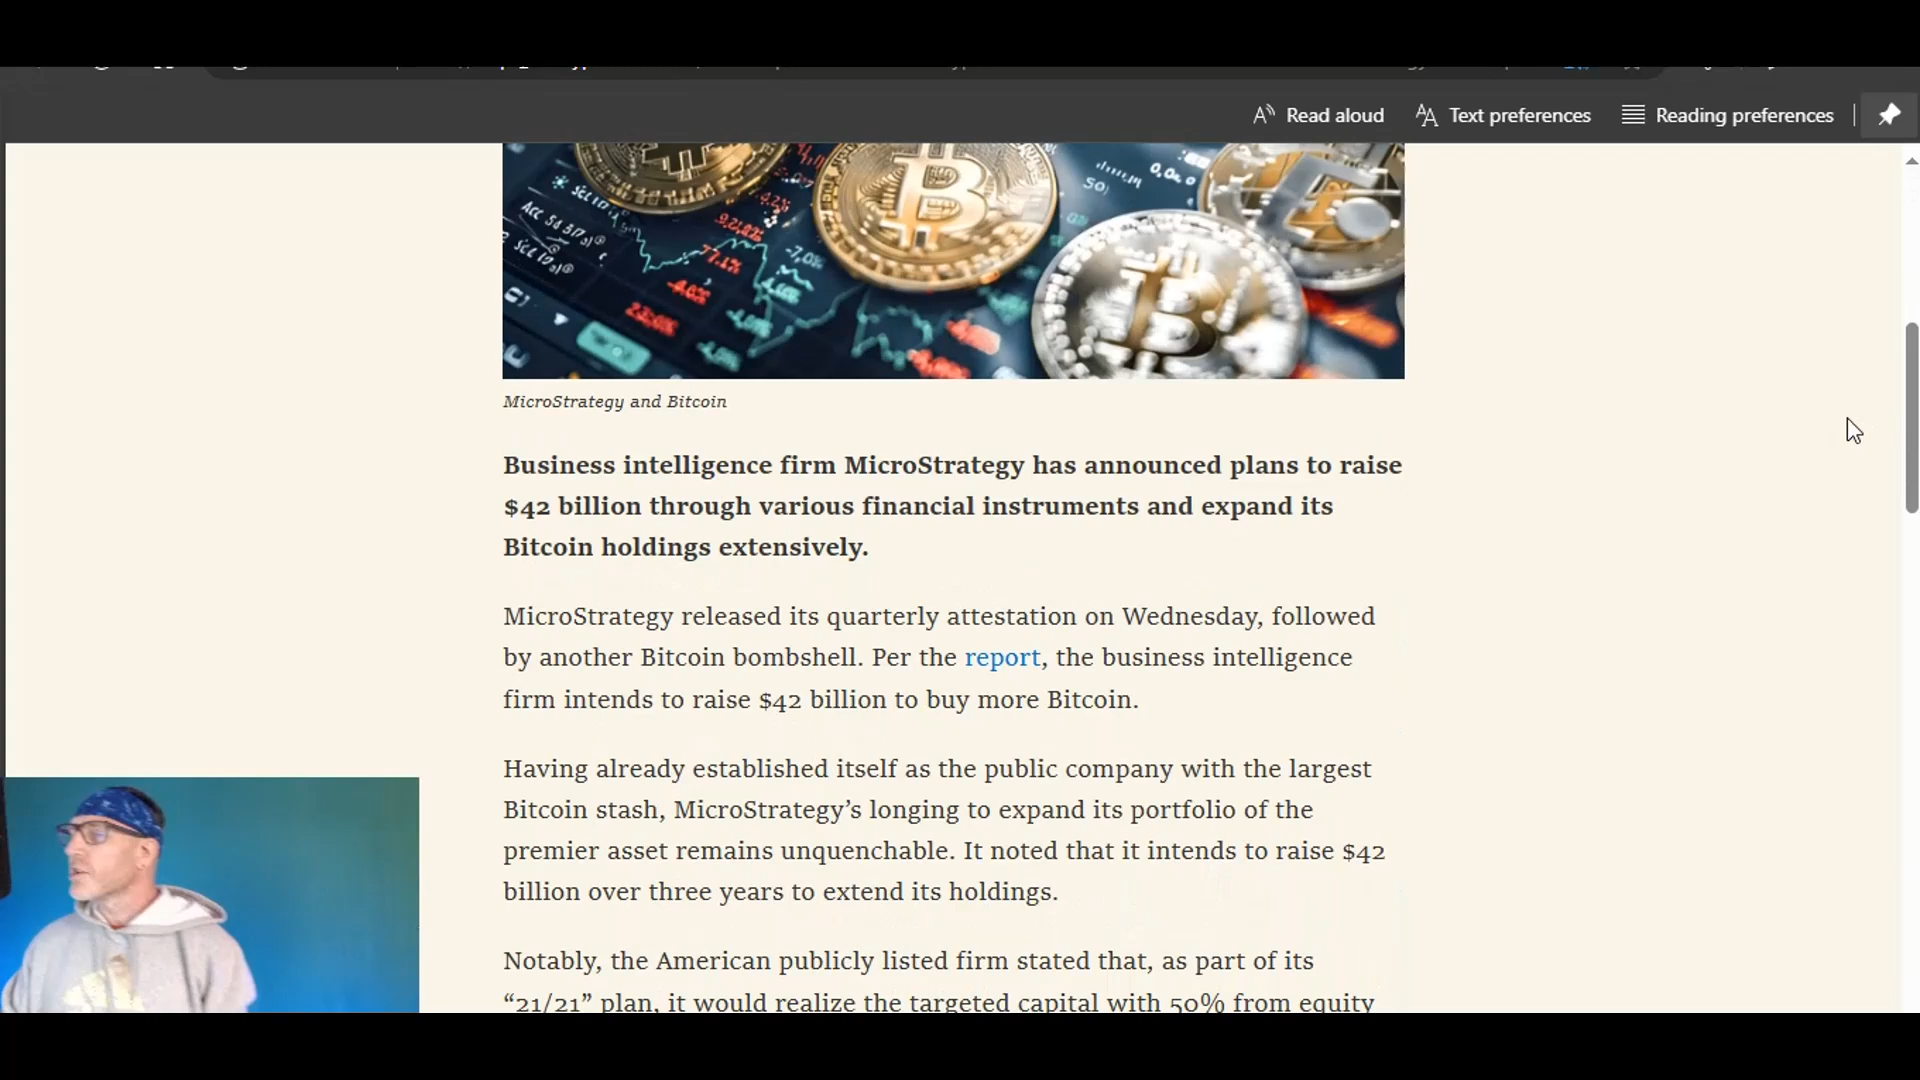 Read aloud
Text preferences
Reading preferences
MicroStrategy and Bitcoin
Business intelligence firm MicroStrategy has announced plans to raise
$42 billion through various financial instruments and expand its
Bitcoin holdings extensively.
MicroStrategy released its quarterly attestation on Wednesday, followed
by another Bitcoin bombshell. Per the report, the business intelligence
firm intends to raise $42 billion to buy more Bitcoin.
Having already established itself as the public company with the largest
Bitcoin stash, MicroStrategy’s longing to expand its portfolio of the
premier asset remains unquenchable. It noted that it intends to raise $42
billion over three years to extend its holdings.
Notably, the American publicly listed firm stated that, as part of its
“21/21” plan, it would realize the targeted capital with 50% from equity